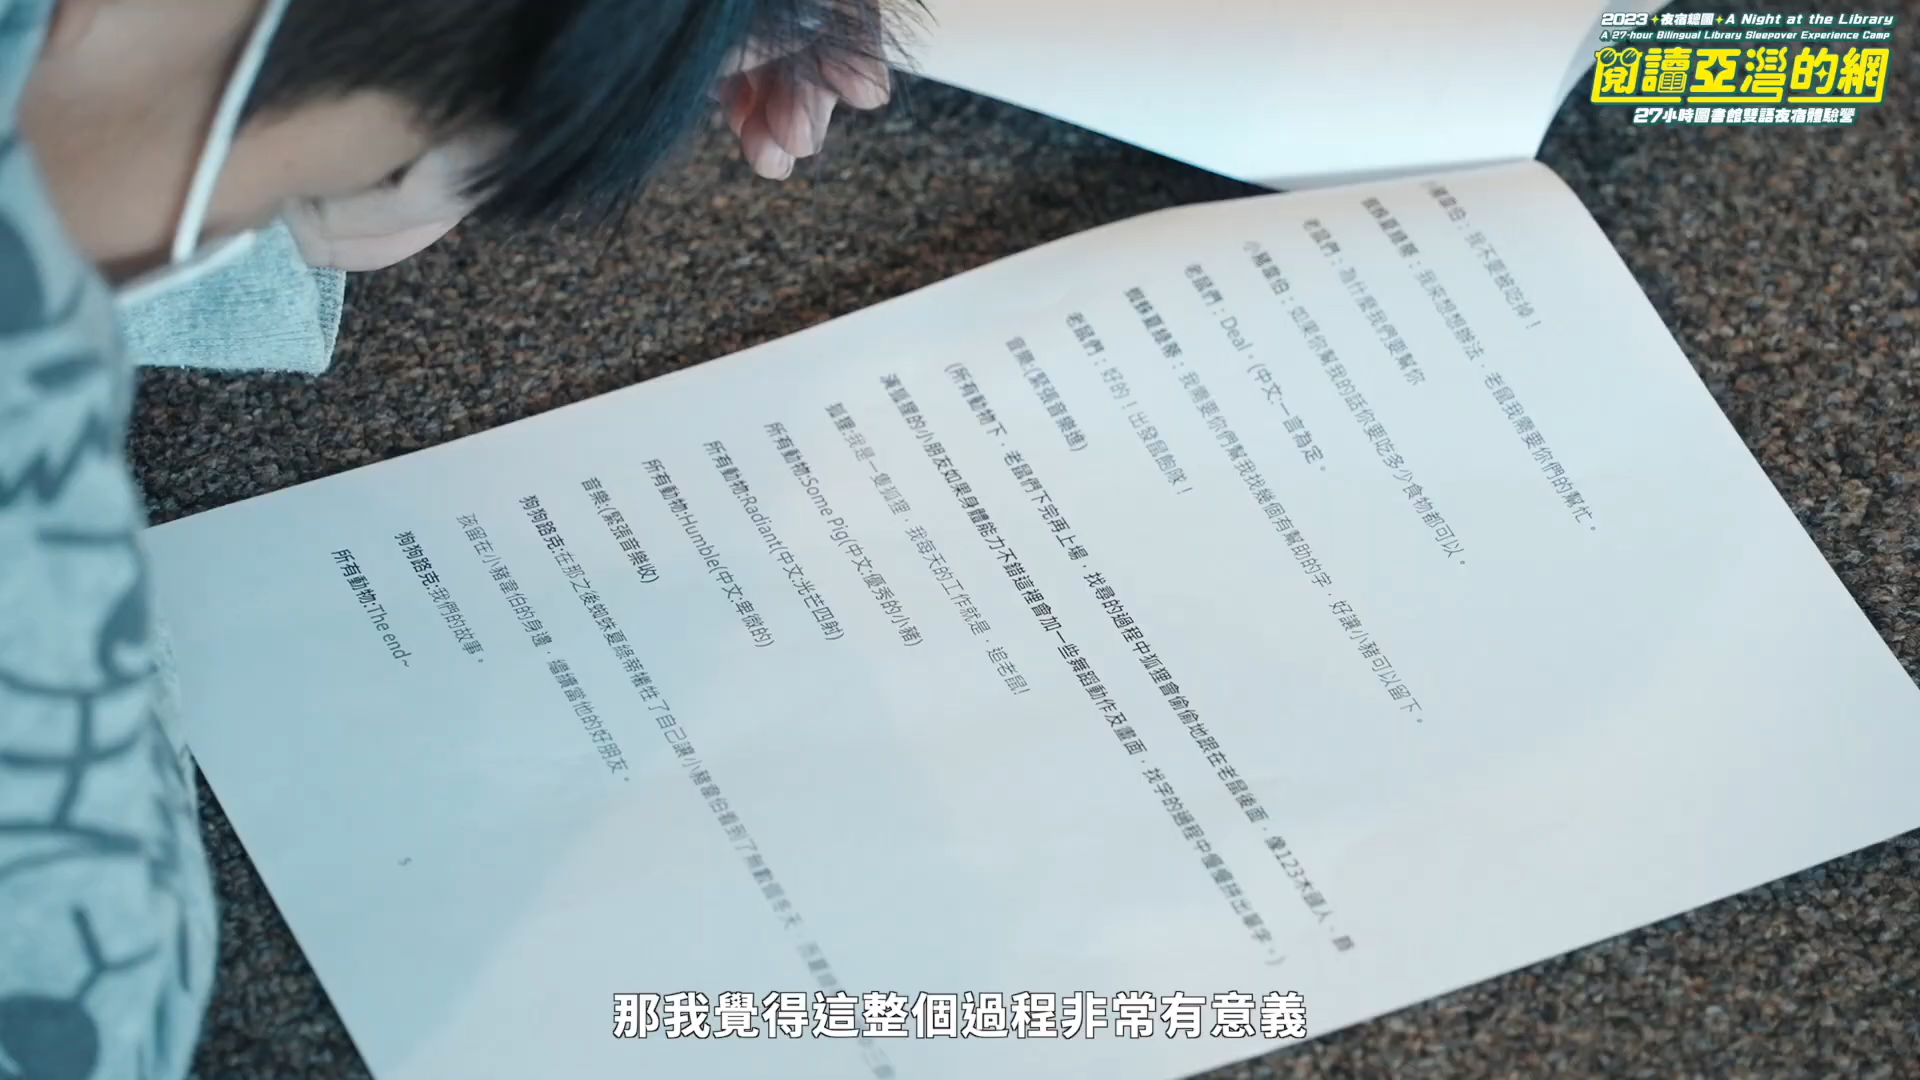 2023 夜宿總圖 A Night at the Library
A 27-hour Bilingual Library Sleepover Experience Camp
閱讀亞灣的網
27小時圖書館雙語夜宿體驗營
小豬韋伯：我不要被吃掉！
蜘蛛夏綠蒂：我來想想辦法，老鼠我需要你們的幫忙。
老鼠們：為什麼我們要幫你
小豬韋伯：如果你幫我的話你要吃多少食物都可以。
老鼠們：Deal。(中文:一言為定。
蜘蛛夏綠蒂：我需要你們幫我找幾個有幫助的字，好讓小豬可以留下。
老鼠們：好的！出發鼠飽隊！
音樂:(緊張音樂進)
(所有動物下，老鼠們下完再上場，找尋的過程中狐狸會偷偷地跟在老鼠後面，像123木頭人，
演狐狸的小朋友如果身體能力不錯這裡會加一些舞蹈動作及畫面，找字的過程中慢慢拼出單字。)
狐狸:我是一隻狐狸，我每天的工作就是，追老鼠!
所有動物:Some Pig(中文:優秀的小豬)
所有動物:Radiant(中文:光芒四射)
所有動物:Humble(中文:卑微的)
音樂:(緊張音樂收)
狗狗路克:在那之後蜘蛛夏綠蒂犧牲了自己讓小豬韋伯看到了無數個冬天，而夏綠
孩留在小豬韋伯的身邊，繼續當他的好朋友。
狗狗路克:我們的故事。
所有動物:The end~
5
那我覺得這整個過程非常有意義